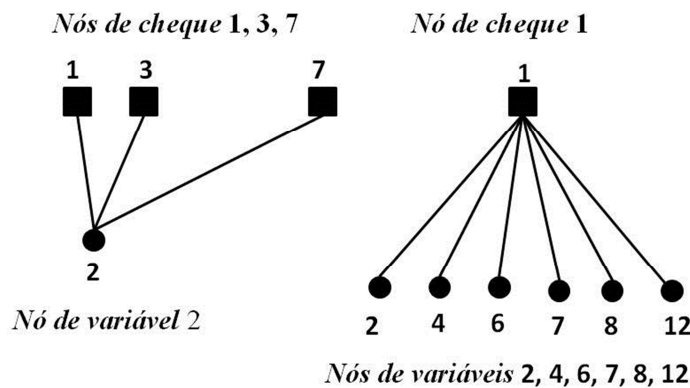 Nós de cheque 1, 3, 7
1 3 7
2
Nó de variável 2
Nó de cheque 1
1
2 4 6 7 8 12
Nós de variáveis 2, 4, 6, 7, 8, 12